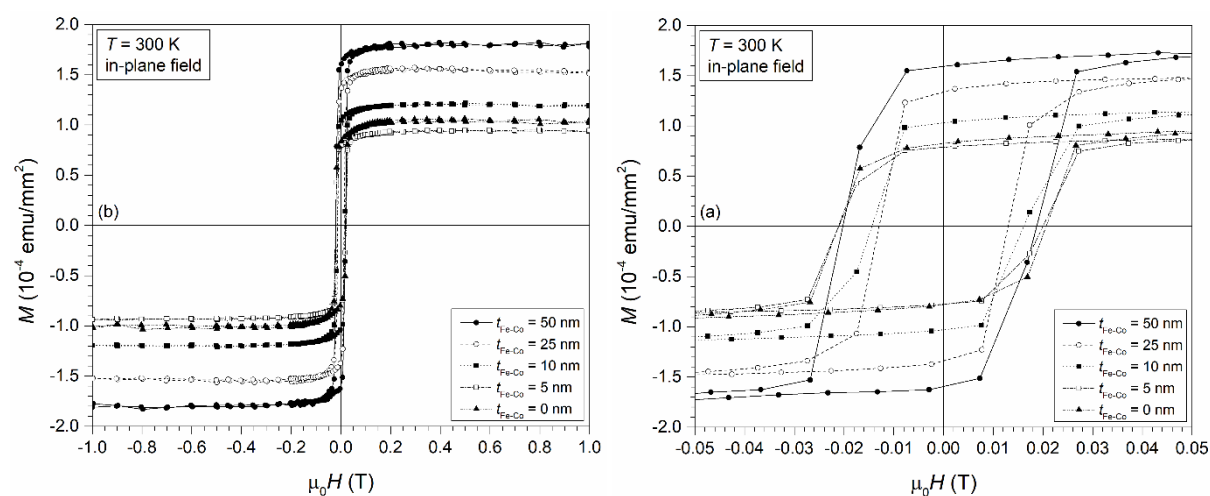 2.0
1.5
1.0
0.5
0.0
-0.5
-1.0
-1.5
-2.0
M (10⁻⁴ emu/mm²)
T = 300 K
in-plane field
(b)
t_Fe-Co = 50 nm
t_Fe-Co = 25 nm
t_Fe-Co = 10 nm
t_Fe-Co = 5 nm
t_Fe-Co = 0 nm
-1.0 -0.8 -0.6 -0.4 -0.2 0.0 0.2 0.4 0.6 0.8 1.0
μ₀H (T)
2.0
1.5
1.0
0.5
0.0
-0.5
-1.0
-1.5
-2.0
M (10⁻⁴ emu/mm²)
T = 300 K
in-plane field
(a)
t_Fe-Co = 50 nm
t_Fe-Co = 25 nm
t_Fe-Co = 10 nm
t_Fe-Co = 5 nm
t_Fe-Co = 0 nm
-0.05 -0.04 -0.03 -0.02 -0.01 0.00 0.01 0.02 0.03 0.04 0.05
μ₀H (T)